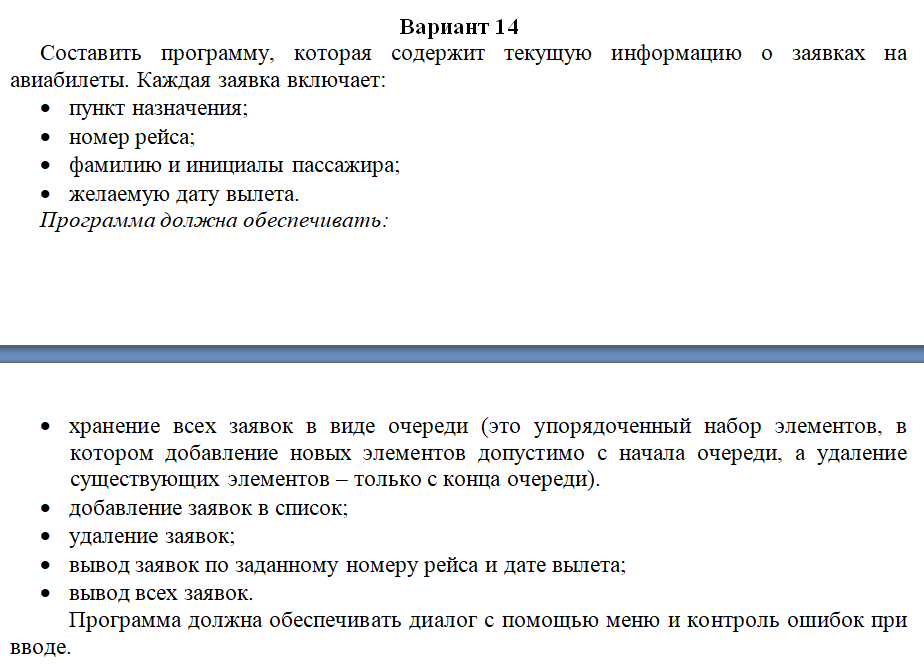 Вариант 14
Составить программу, которая содержит текущую информацию о заявках на
авиабилеты. Каждая заявка включает:
• пункт назначения;
• номер рейса;
• фамилию и инициалы пассажира;
• желаемую дату вылета.
Программа должна обеспечивать:
• хранение всех заявок в виде очереди (это упорядоченный набор элементов, в
котором добавление новых элементов допустимо с начала очереди, а удаление
существующих элементов – только с конца очереди).
• добавление заявок в список;
• удаление заявок;
• вывод заявок по заданному номеру рейса и дате вылета;
• вывод всех заявок.
Программа должна обеспечивать диалог с помощью меню и контроль ошибок при
вводе.